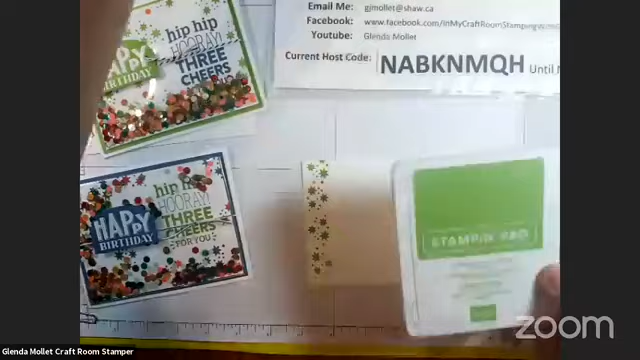 Email Me: gjmollet@shaw.ca
Facebook: www.facebook.com/InMyCraftRoomStamping
Youtube: Glenda Mollet
Current Host Code: NABKNMQH Until
hip hip
HOORAY!
THREE
CHEERS
HAPPY
BIRTHDAY
hip hip
HOORAY!
THREE
CHEERS
FOR YOU
HAPPY
BIRTHDAY
STAMPIN' PAD
zoom
Glenda Mollet Craft Room Stamper